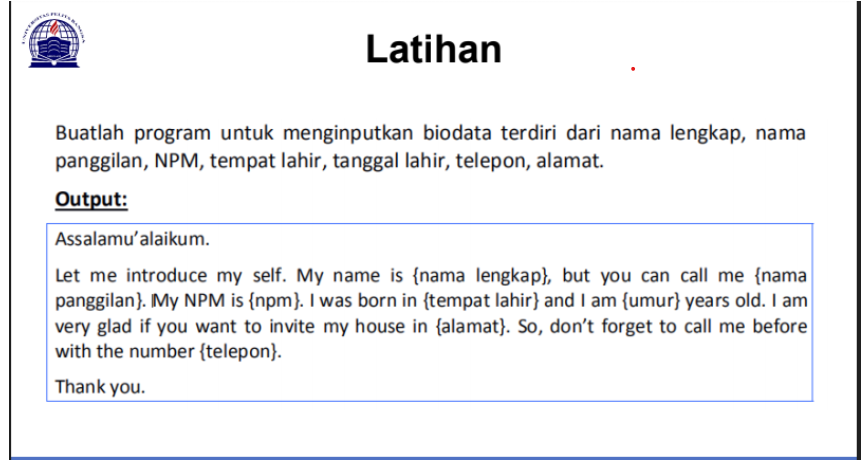 UNIVERSITAS PELITA BANGSA
Latihan
Buatlah program untuk menginputkan biodata terdiri dari nama lengkap, nama
panggilan, NPM, tempat lahir, tanggal lahir, telepon, alamat.
Output:
Assalamu’alaikum.
Let me introduce my self. My name is {nama lengkap}, but you can call me {nama
panggilan}. My NPM is {npm}. I was born in {tempat lahir} and I am {umur} years old. I am
very glad if you want to invite my house in {alamat}. So, don’t forget to call me before
with the number {telepon}.
Thank you.